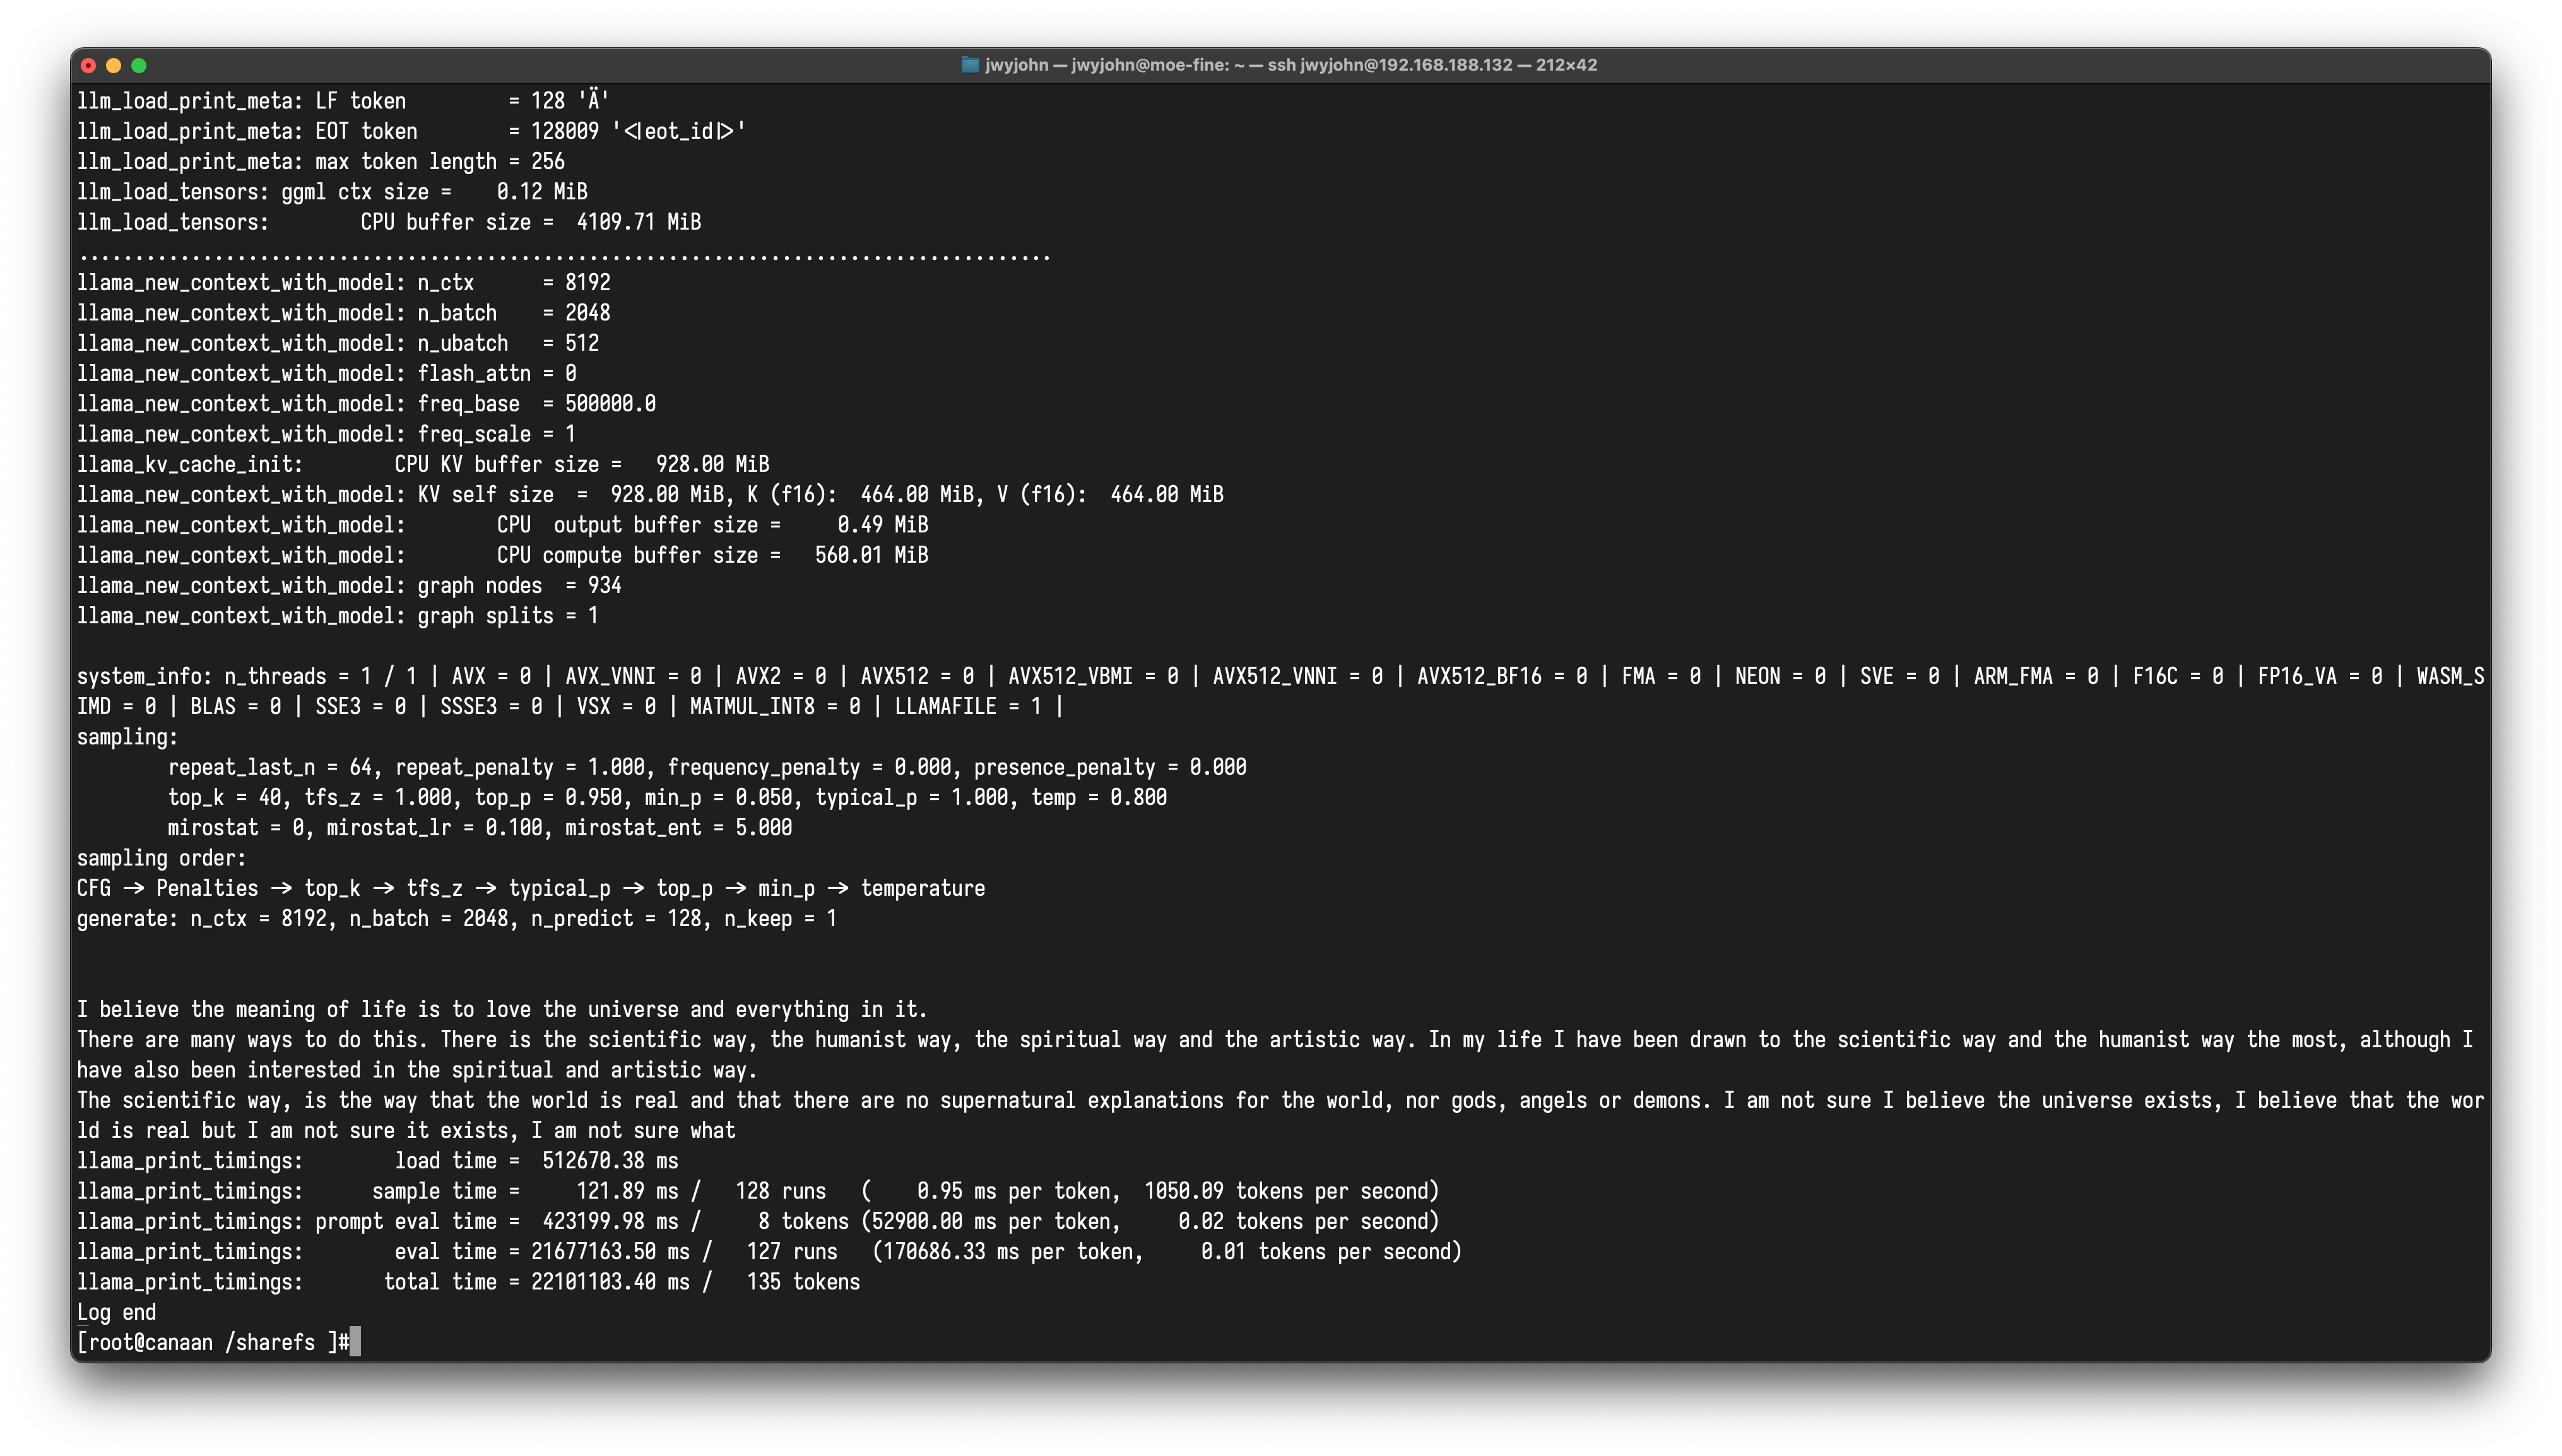 jwyjohn — jwyjohn@moe-fine: ~ — ssh jwyjohn@192.168.188.132 — 212×42
llm_load_print_meta: LF token         = 128 'Ä'
llm_load_print_meta: EOT token        = 128009 '<|eot_id|>'
llm_load_print_meta: max token length = 256
llm_load_tensors: ggml ctx size =    0.12 MiB
llm_load_tensors:        CPU buffer size =  4109.71 MiB
......................................................................................
llama_new_context_with_model: n_ctx      = 8192
llama_new_context_with_model: n_batch    = 2048
llama_new_context_with_model: n_ubatch   = 512
llama_new_context_with_model: flash_attn = 0
llama_new_context_with_model: freq_base  = 500000.0
llama_new_context_with_model: freq_scale = 1
llama_kv_cache_init:        CPU KV buffer size =   928.00 MiB
llama_new_context_with_model: KV self size  =  928.00 MiB, K (f16):  464.00 MiB, V (f16):  464.00 MiB
llama_new_context_with_model:        CPU  output buffer size =     0.49 MiB
llama_new_context_with_model:        CPU compute buffer size =   560.01 MiB
llama_new_context_with_model: graph nodes  = 934
llama_new_context_with_model: graph splits = 1
system_info: n_threads = 1 / 1 | AVX = 0 | AVX_VNNI = 0 | AVX2 = 0 | AVX512 = 0 | AVX512_VBMI = 0 | AVX512_VNNI = 0 | AVX512_BF16 = 0 | FMA = 0 | NEON = 0 | SVE = 0 | ARM_FMA = 0 | F16C = 0 | FP16_VA = 0 | WASM_S
IMD = 0 | BLAS = 0 | SSE3 = 0 | SSSE3 = 0 | VSX = 0 | MATMUL_INT8 = 0 | LLAMAFILE = 1 |
sampling:
        repeat_last_n = 64, repeat_penalty = 1.000, frequency_penalty = 0.000, presence_penalty = 0.000
        top_k = 40, tfs_z = 1.000, top_p = 0.950, min_p = 0.050, typical_p = 1.000, temp = 0.800
        mirostat = 0, mirostat_lr = 0.100, mirostat_ent = 5.000
sampling order:
CFG -> Penalties -> top_k -> tfs_z -> typical_p -> top_p -> min_p -> temperature
generate: n_ctx = 8192, n_batch = 2048, n_predict = 128, n_keep = 1
I believe the meaning of life is to love the universe and everything in it.
There are many ways to do this. There is the scientific way, the humanist way, the spiritual way and the artistic way. In my life I have been drawn to the scientific way and the humanist way the most, although I
have also been interested in the spiritual and artistic way.
The scientific way, is the way that the world is real and that there are no supernatural explanations for the world, nor gods, angels or demons. I am not sure I believe the universe exists, I believe that the wor
ld is real but I am not sure it exists, I am not sure what
llama_print_timings:        load time =  512670.38 ms
llama_print_timings:      sample time =     121.89 ms /   128 runs   (    0.95 ms per token,  1050.09 tokens per second)
llama_print_timings: prompt eval time =  423199.98 ms /     8 tokens (52900.00 ms per token,     0.02 tokens per second)
llama_print_timings:        eval time = 21677163.50 ms /   127 runs   (170686.33 ms per token,     0.01 tokens per second)
llama_print_timings:       total time = 22101103.40 ms /   135 tokens
Log end
[root@canaan /sharefs ]#